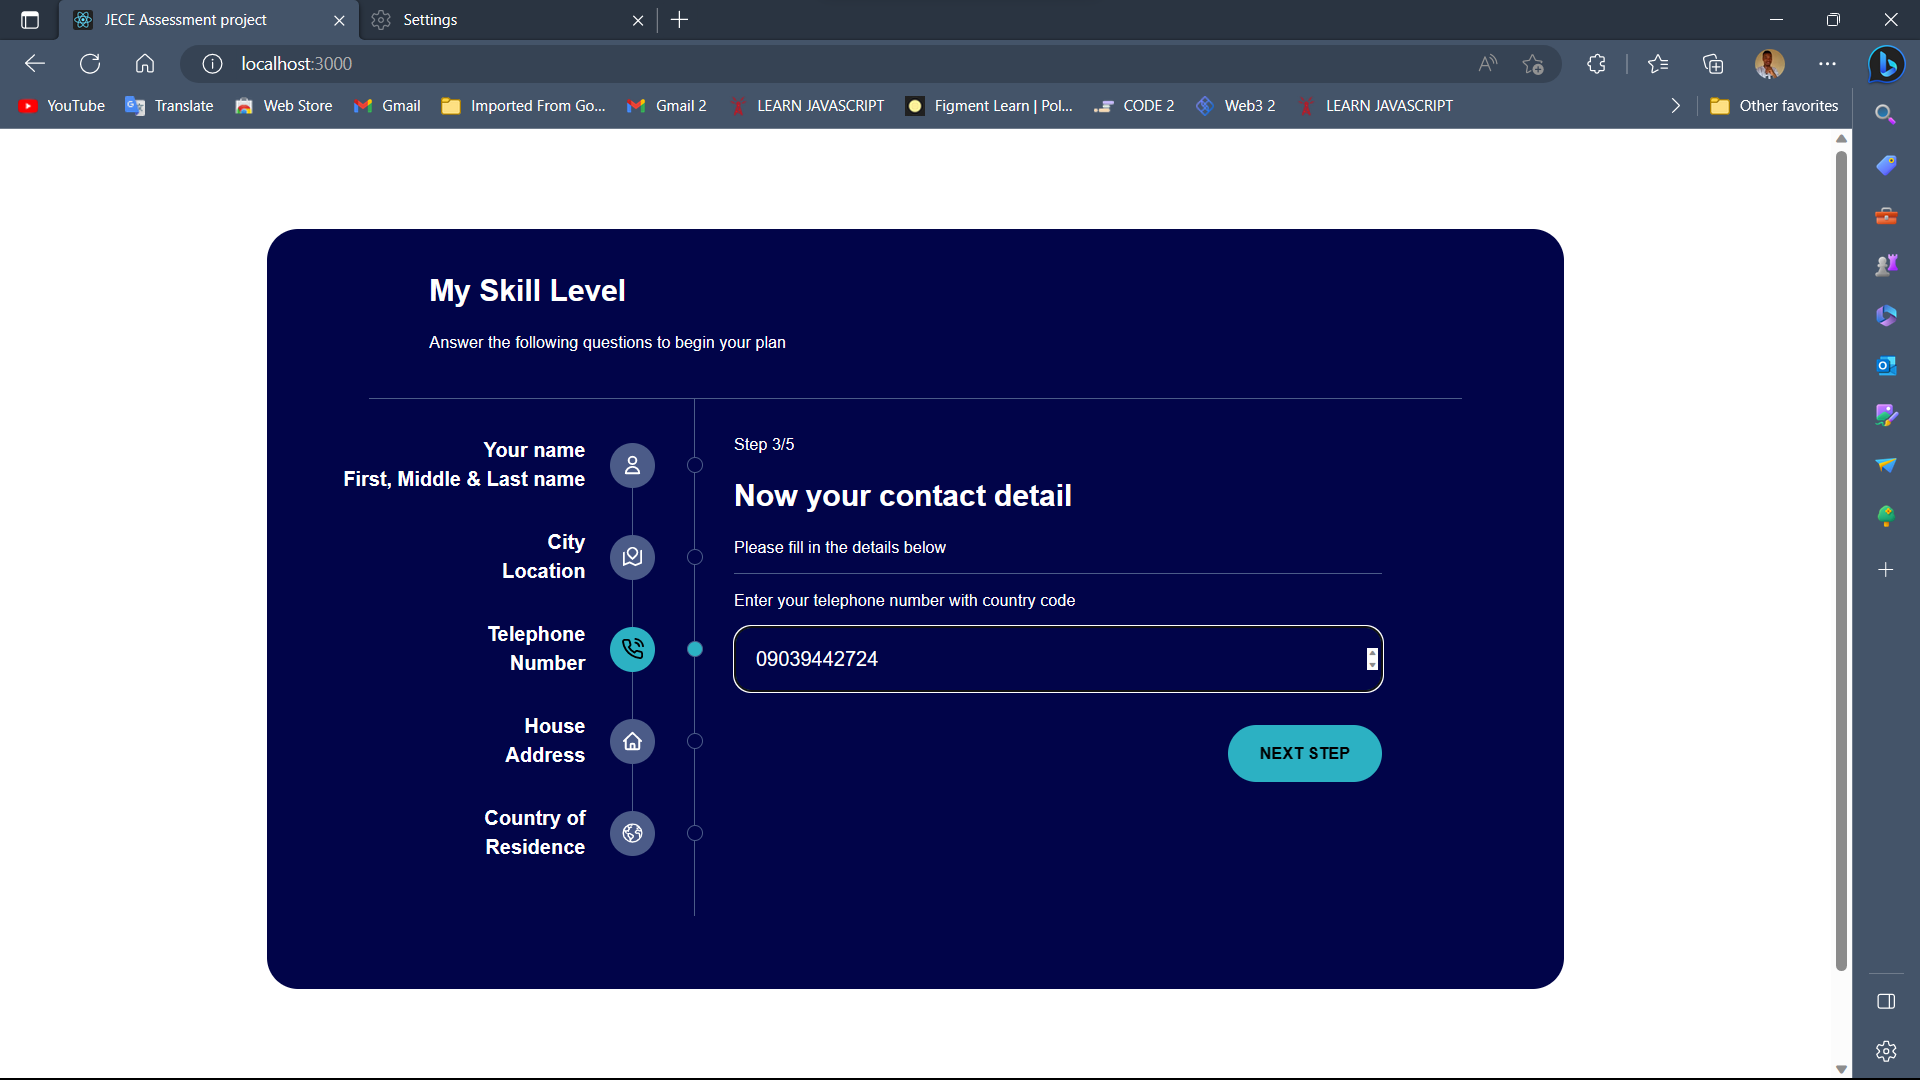 JECE Assessment project
Settings
localhost:3000
YouTube
Translate
Web Store
Gmail
Imported From Go...
Gmail 2
LEARN JAVASCRIPT
Figment Learn | Pol...
CODE 2
Web3 2
LEARN JAVASCRIPT
Other favorites
My Skill Level
Answer the following questions to begin your plan
Your name
First, Middle & Last name
City
Location
Telephone
Number
House
Address
Country of
Residence
Step 3/5
Now your contact detail
Please fill in the details below
Enter your telephone number with country code
09039442724
NEXT STEP